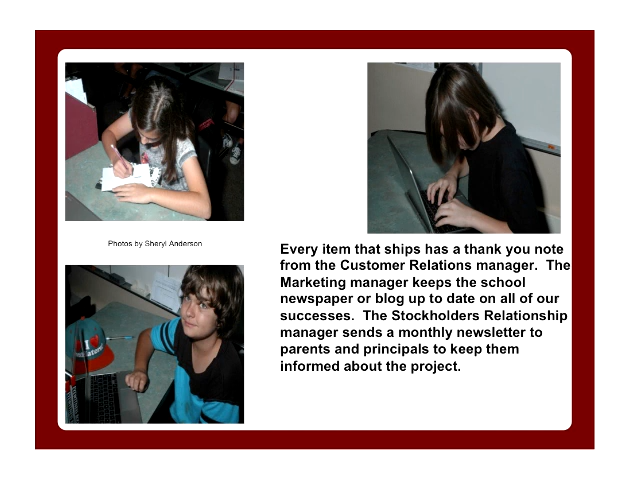 Photos by Sheryl Anderson
Every item that ships has a thank you note
from the Customer Relations manager.  The
Marketing manager keeps the school
newspaper or blog up to date on all of our
successes.  The Stockholders Relationship
manager sends a monthly newsletter to
parents and principals to keep them
informed about the project.
I